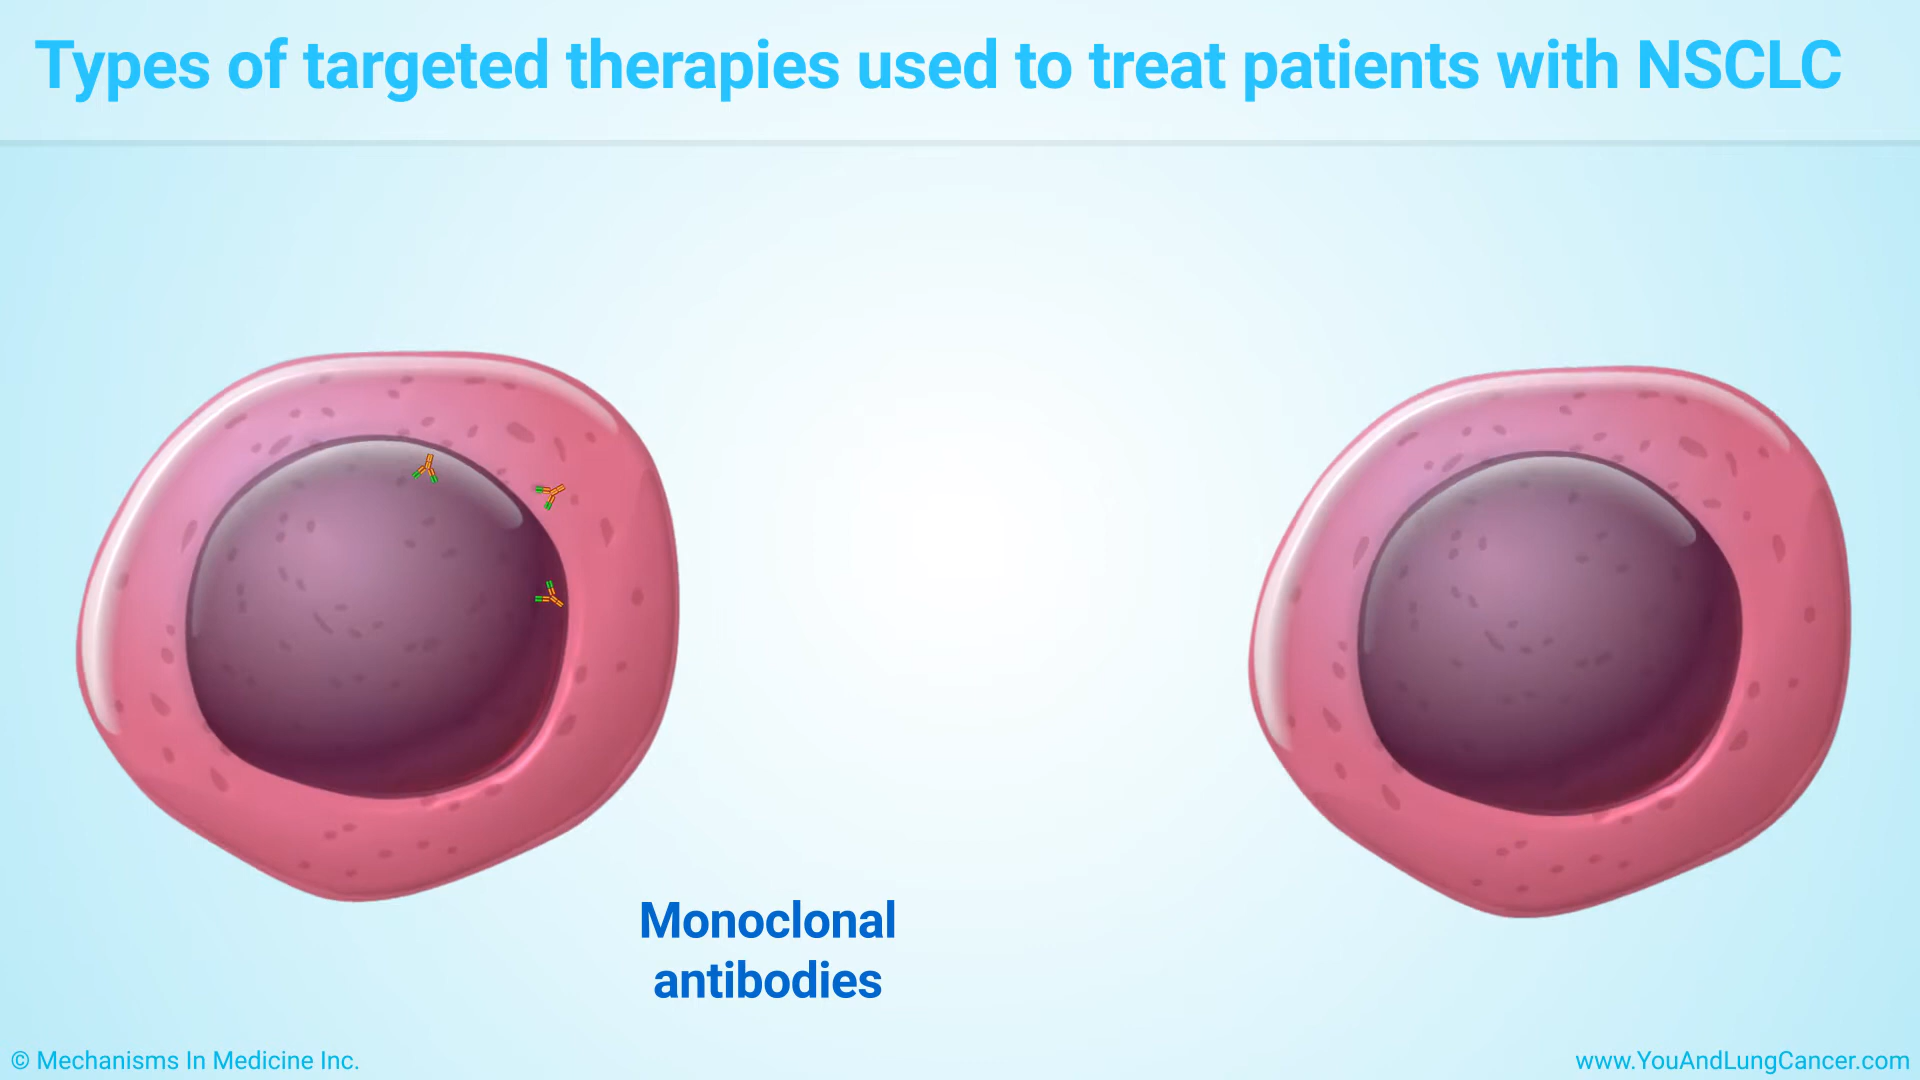 Types of targeted therapies used to treat patients with NSCLC
Monoclonal
antibodies
© Mechanisms In Medicine Inc.
www.YouAndLungCancer.com